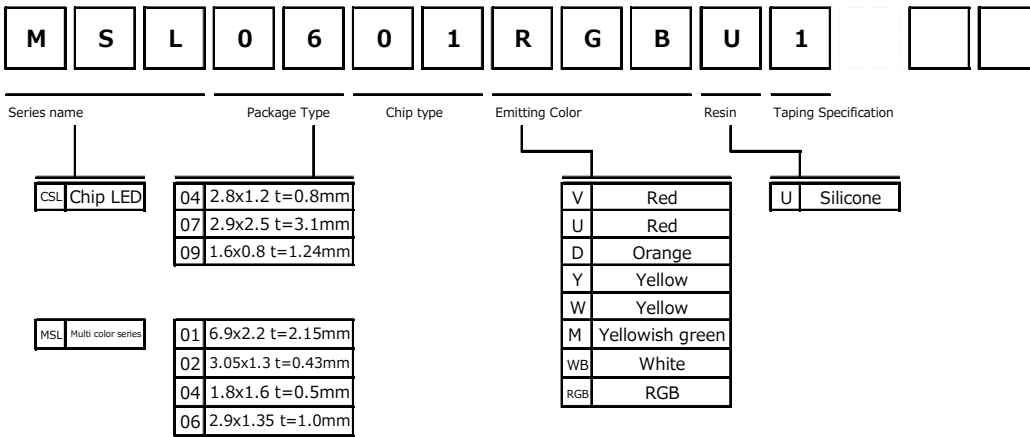 M S L 0 6 0 1 R G B U 1
Series name Package Type Chip type Emitting Color Resin Taping Specification
CSL Chip LED 04 2.8x1.2 t=0.8mm V Red U Silicone
07 2.9x2.5 t=3.1mm U Red
09 1.6x0.8 t=1.24mm D Orange
Y Yellow
W Yellow
MSL Multi color series 01 6.9x2.2 t=2.15mm M Yellowish green
02 3.05x1.3 t=0.43mm WB White
04 1.8x1.6 t=0.5mm RGB RGB
06 2.9x1.35 t=1.0mm